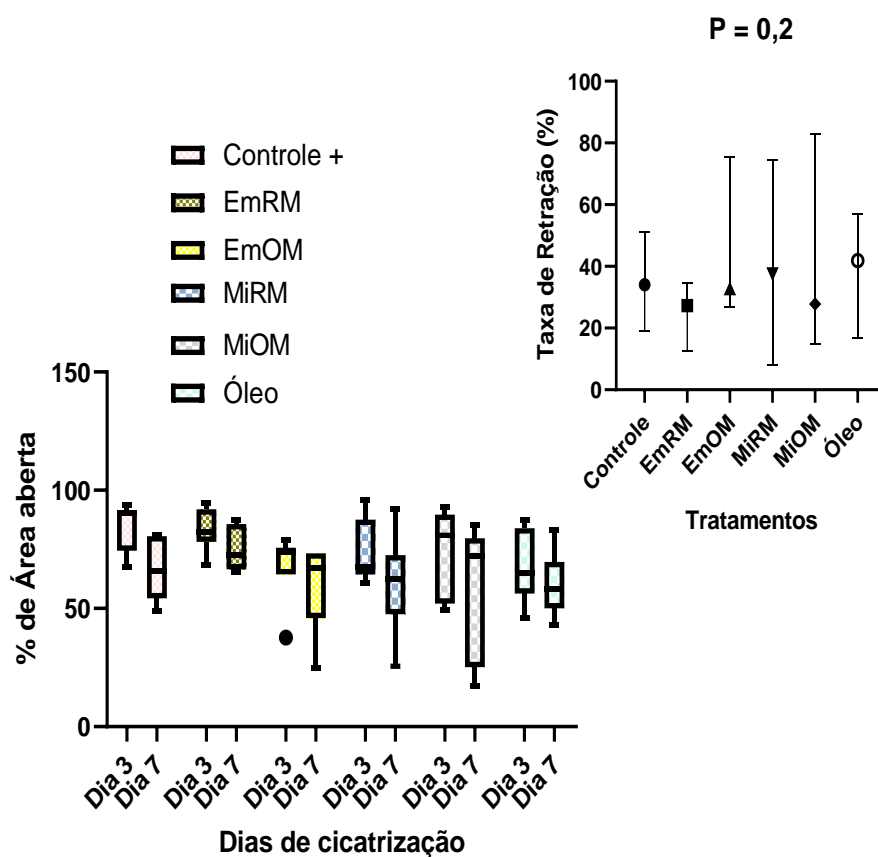 P = 0,2
Taxa de Retração (%)
100
80
60
40
20
0
Controle
EmRM
EmOM
MiRM
MiOM
Óleo
Tratamentos
Controle +
EmRM
EmOM
MiRM
MiOM
Óleo
% de Área aberta
150
100
50
0
Dia 3
Dia 7
Dia 3
Dia 7
Dia 3
Dia 7
Dia 3
Dia 7
Dia 3
Dia 7
Dia 3
Dia 7
Dias de cicatrização